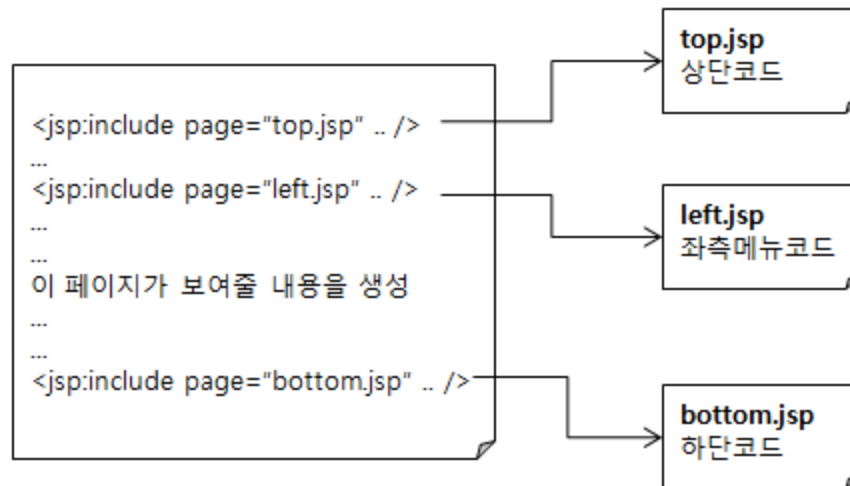 <jsp:include page="top.jsp" .. />
...
<jsp:include page="left.jsp" .. />
...
...
이 페이지가 보여줄 내용을 생성
...
...
<jsp:include page="bottom.jsp" .. />
top.jsp
상단코드
left.jsp
좌측메뉴코드
bottom.jsp
하단코드